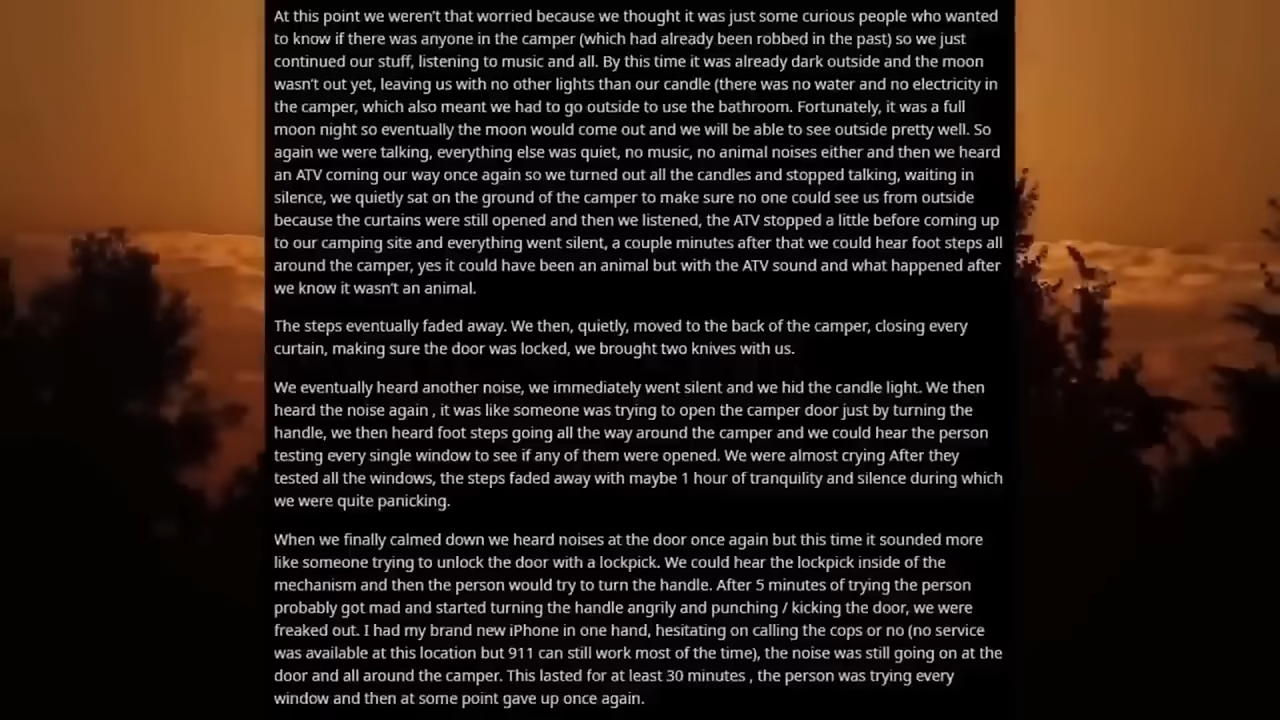 At this point we weren’t that worried because we thought it was just some curious people who wanted
to know if there was anyone in the camper (which had already been robbed in the past) so we just
continued our stuff, listening to music and all. By this time it was already dark outside and the moon
wasn’t out yet, leaving us with no other lights than our candle (there was no water and no electricity in
the camper, which also meant we had to go outside to use the bathroom. Fortunately, it was a full
moon night so eventually the moon would come out and we will be able to see outside pretty well. So
again we were talking, everything else was quiet, no music, no animal noises either and then we heard
an ATV coming our way once again so we turned out all the candles and stopped talking, waiting in
silence, we quietly sat on the ground of the camper to make sure no one could see us from outside
because the curtains were still opened and then we listened, the ATV stopped a little before coming up
to our camping site and everything went silent, a couple minutes after that we could hear foot steps all
around the camper, yes it could have been an animal but with the ATV sound and what happened after
we know it wasn’t an animal.
The steps eventually faded away. We then, quietly, moved to the back of the camper, closing every
curtain, making sure the door was locked, we brought two knives with us.
We eventually heard another noise, we immediately went silent and we hid the candle light. We then
heard the noise again , it was like someone was trying to open the camper door just by turning the
handle, we then heard foot steps going all the way around the camper and we could hear the person
testing every single window to see if any of them were opened. We were almost crying After they
tested all the windows, the steps faded away with maybe 1 hour of tranquility and silence during which
we were quite panicking.
When we finally calmed down we heard noises at the door once again but this time it sounded more
like someone trying to unlock the door with a lockpick. We could hear the lockpick inside of the
mechanism and then the person would try to turn the handle. After 5 minutes of trying the person
probably got mad and started turning the handle angrily and punching / kicking the door, we were
freaked out. I had my brand new iPhone in one hand, hesitating on calling the cops or no (no service
was available at this location but 911 can still work most of the time), the noise was still going on at the
door and all around the camper. This lasted for at least 30 minutes , the person was trying every
window and then at some point gave up once again.